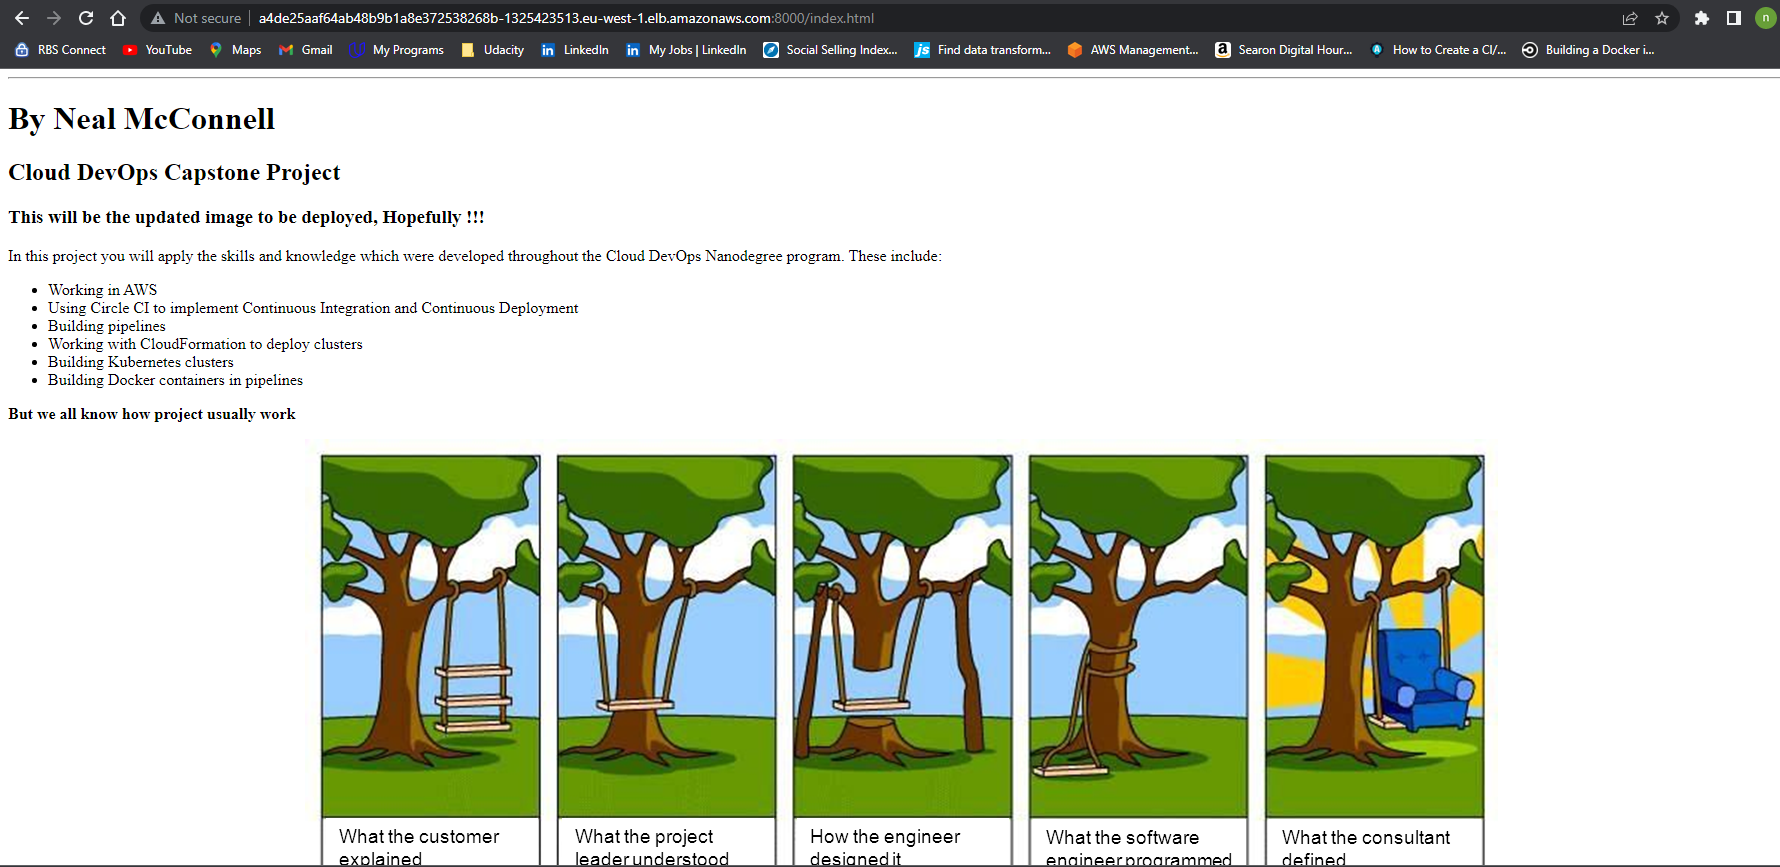 Not secure
a4de25aaf64ab48b9b1a8e372538268b-1325423513.eu-west-1.elb.amazonaws.com:8000/index.html
n
RBS Connect YouTube Maps Gmail My Programs Udacity in LinkedIn in My Jobs | LinkedIn Social Selling Index... js Find data transform... AWS Management... a Searon Digital Hour... A How to Create a CI/... Building a Docker i...
By Neal McConnell
Cloud DevOps Capstone Project
This will be the updated image to be deployed, Hopefully !!!
In this project you will apply the skills and knowledge which were developed throughout the Cloud DevOps Nanodegree program. These include:
• Working in AWS
• Using Circle CI to implement Continuous Integration and Continuous Deployment
• Building pipelines
• Working with CloudFormation to deploy clusters
• Building Kubernetes clusters
• Building Docker containers in pipelines
But we all know how project usually work
What the customer
explained
What the project
leader understood
How the engineer
designed it
What the software
engineer programmed
What the consultant
defined